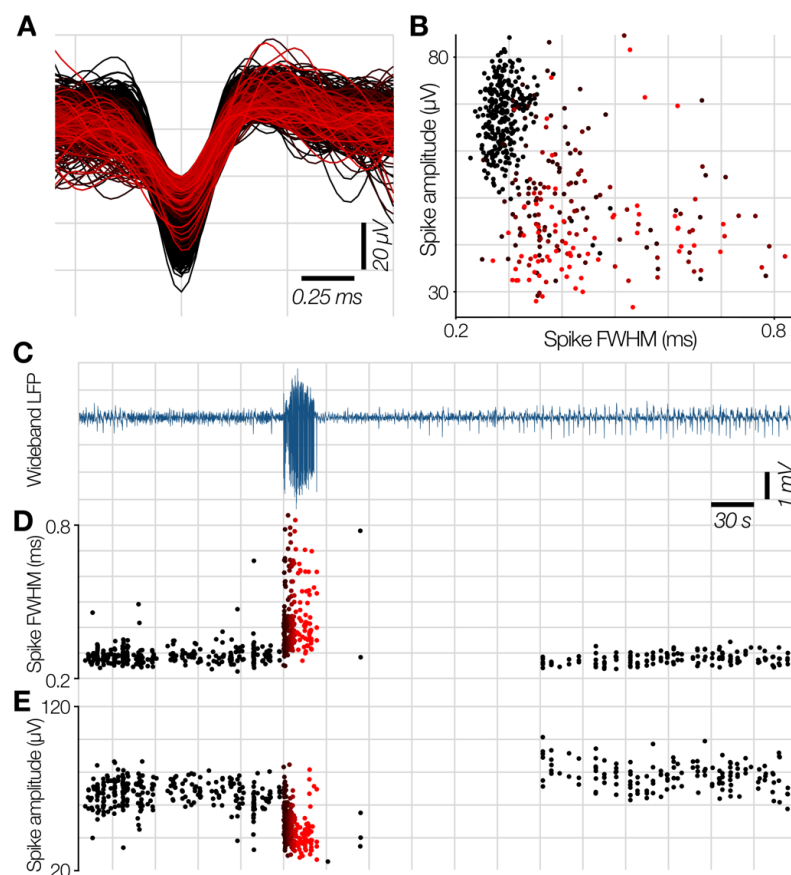 A
20 µV
0.25 ms
B
Spike amplitude (µV)
80
30
0.2
0.8
Spike FWHM (ms)
C
Wideband LFP
1 mV
30 s
D
Spike FWHM (ms)
0.8
0.2
E
Spike amplitude (µV)
120
20